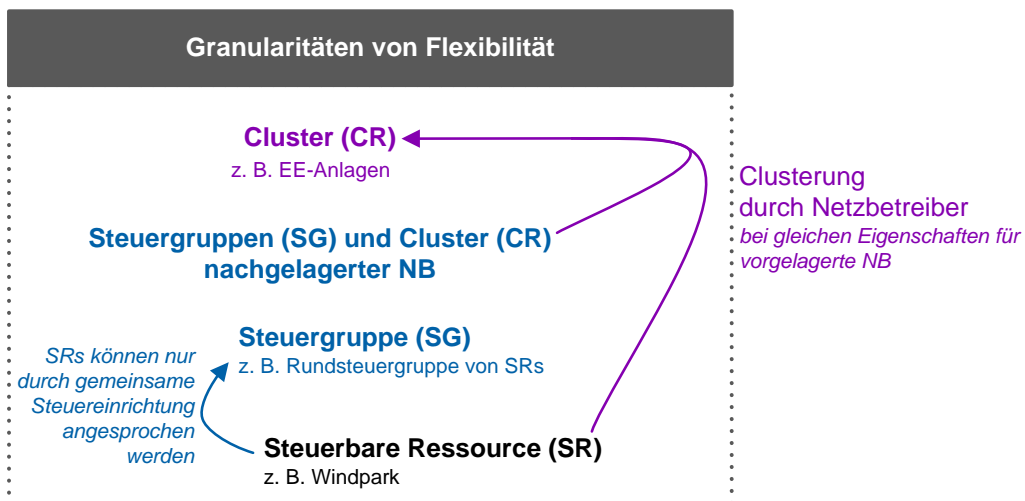 Granularitäten von Flexibilität
Cluster (CR)
z. B. EE-Anlagen
Clusterung
durch Netzbetreiber
bei gleichen Eigenschaften für
vorgelagerte NB
Steuergruppen (SG) und Cluster (CR)
nachgelagerter NB
Steuergruppe (SG)
z. B. Rundsteuergruppe von SRs
SRs können nur
durch gemeinsame
Steuereinrichtung
angesprochen
werden
Steuerbare Ressource (SR)
z. B. Windpark